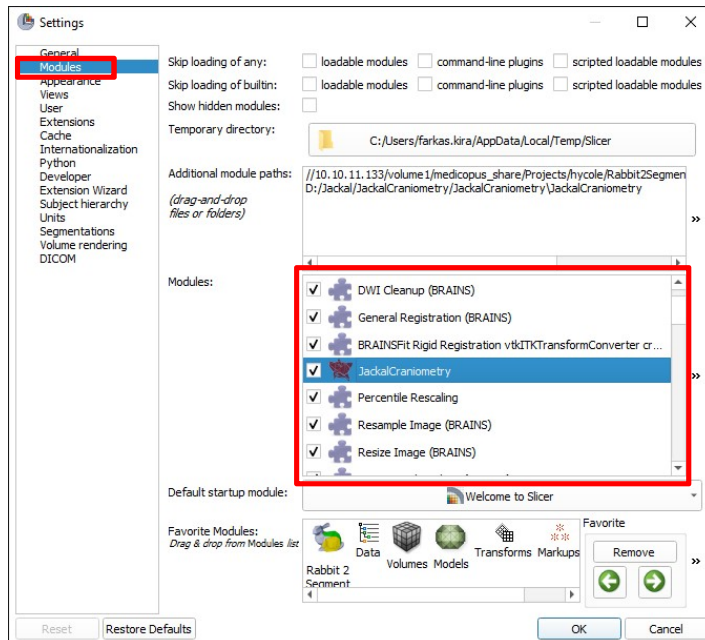 Settings
General
Modules
Appearance
Views
User
Extensions
Cache
Internationalization
Python
Developer
Extension Wizard
Subject hierarchy
Units
Segmentations
Volume rendering
DICOM
Skip loading of any: loadable modules command-line plugins scripted loadable modules
Skip loading of builtin: loadable modules command-line plugins scripted loadable modules
Show hidden modules:
Temporary directory: C:/Users/farkas.kira/AppData/Local/Temp/Slicer
Additional module paths:
(drag-and-drop
files or folders)
//10.10.11.133/volume1/medicopus_share/Projects/hycole/Rabbit2Segmen
D:/Jackal/JackalCraniometry/JackalCraniometry\JackalCraniometry
»
Modules:
DWI Cleanup (BRAINS)
General Registration (BRAINS)
BRAINSFit Rigid Registration vtkITKTransformConverter cr...
JackalCraniometry
Percentile Rescaling
Resample Image (BRAINS)
Resize Image (BRAINS)
»
Default startup module: Welcome to Slicer
Favorite Modules:
Drag & drop from Modules list
Rabbit 2
Segment
Data
Volumes
Models
Transforms
Markups
Favorite
Remove
»
Reset
Restore Defaults
OK
Cancel